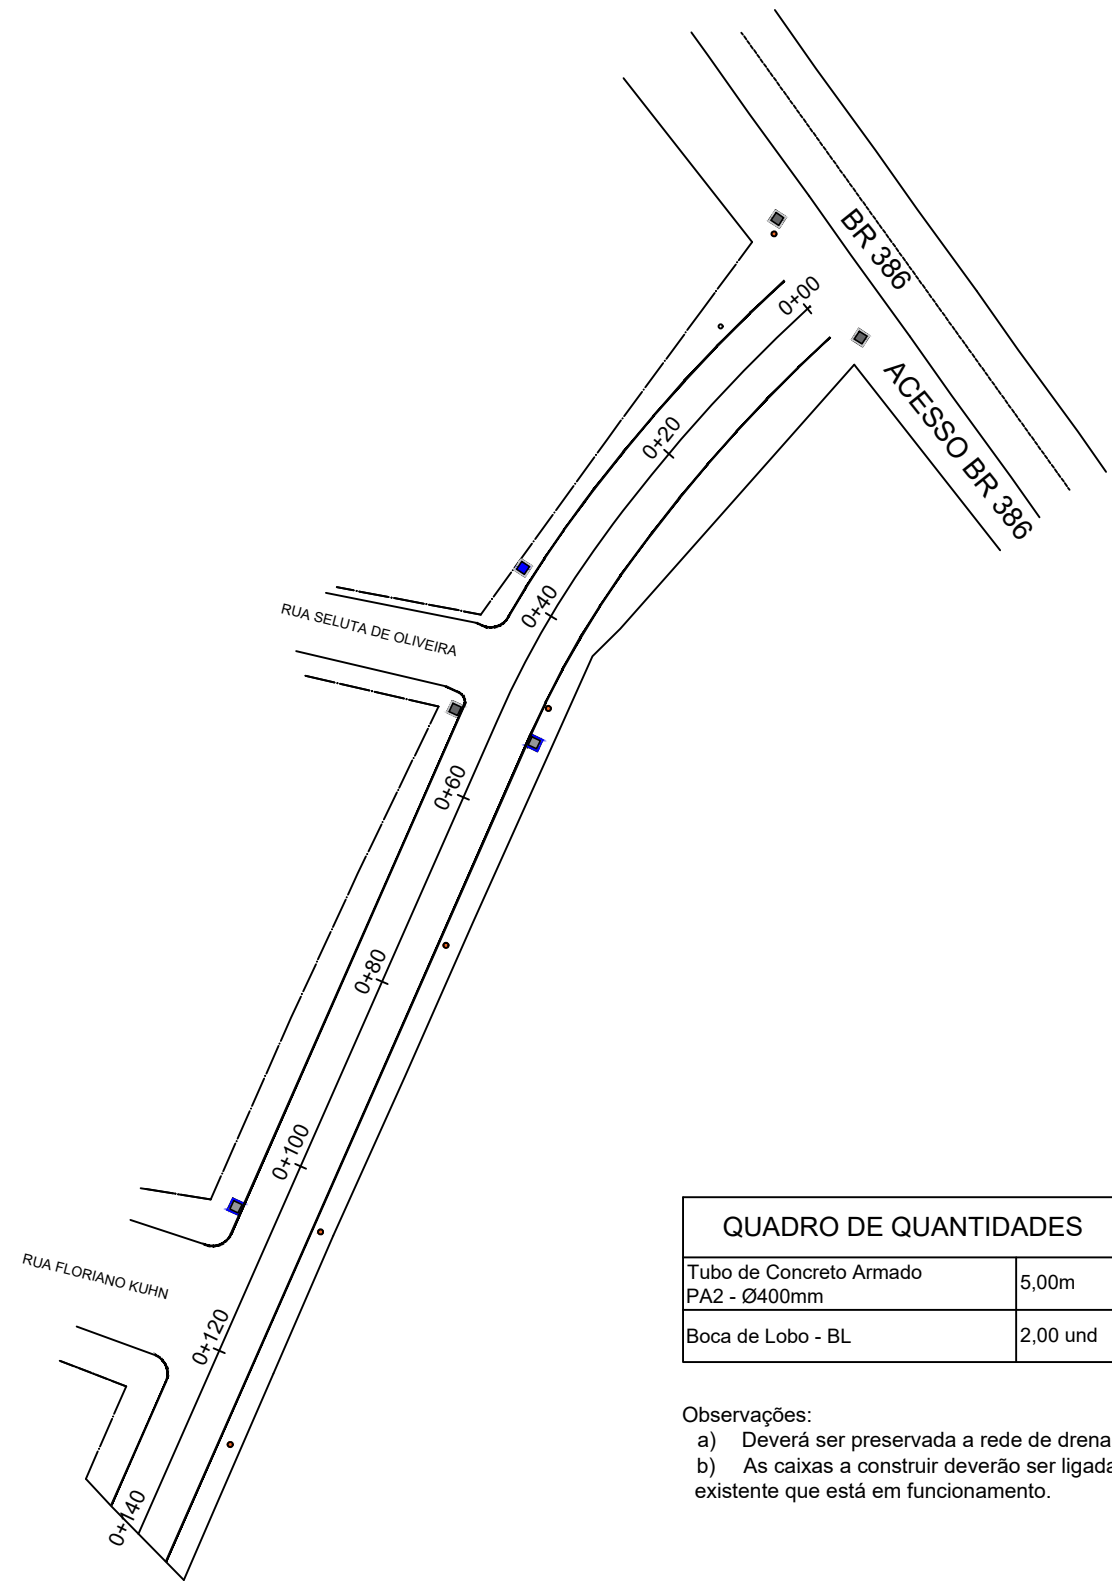 BR 386
ACESSO BR 386
0+00
0+20
0+40
RUA SELUTA DE OLIVEIRA
0+60
0+80
0+100
RUA FLORIANO KUHN
0+120
0+140
QUADRO DE QUANTIDADES
Tubo de Concreto Armado
PA2 - Ø400mm
5,00m
Boca de Lobo - BL
2,00 und
Observações:
a) Deverá ser preservada a rede de drena
b) As caixas a construir deverão ser ligada
existente que está em funcionamento.